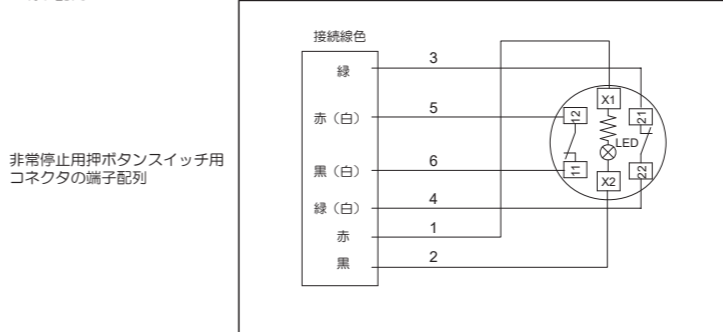 接続線色
緑 3
赤（白） 5
黒（白） 6
緑（白） 4
赤 1
黒 2
X1
12
21
LED
11
X2
22
非常停止用押ボタンスイッチ用
コネクタの端子配列